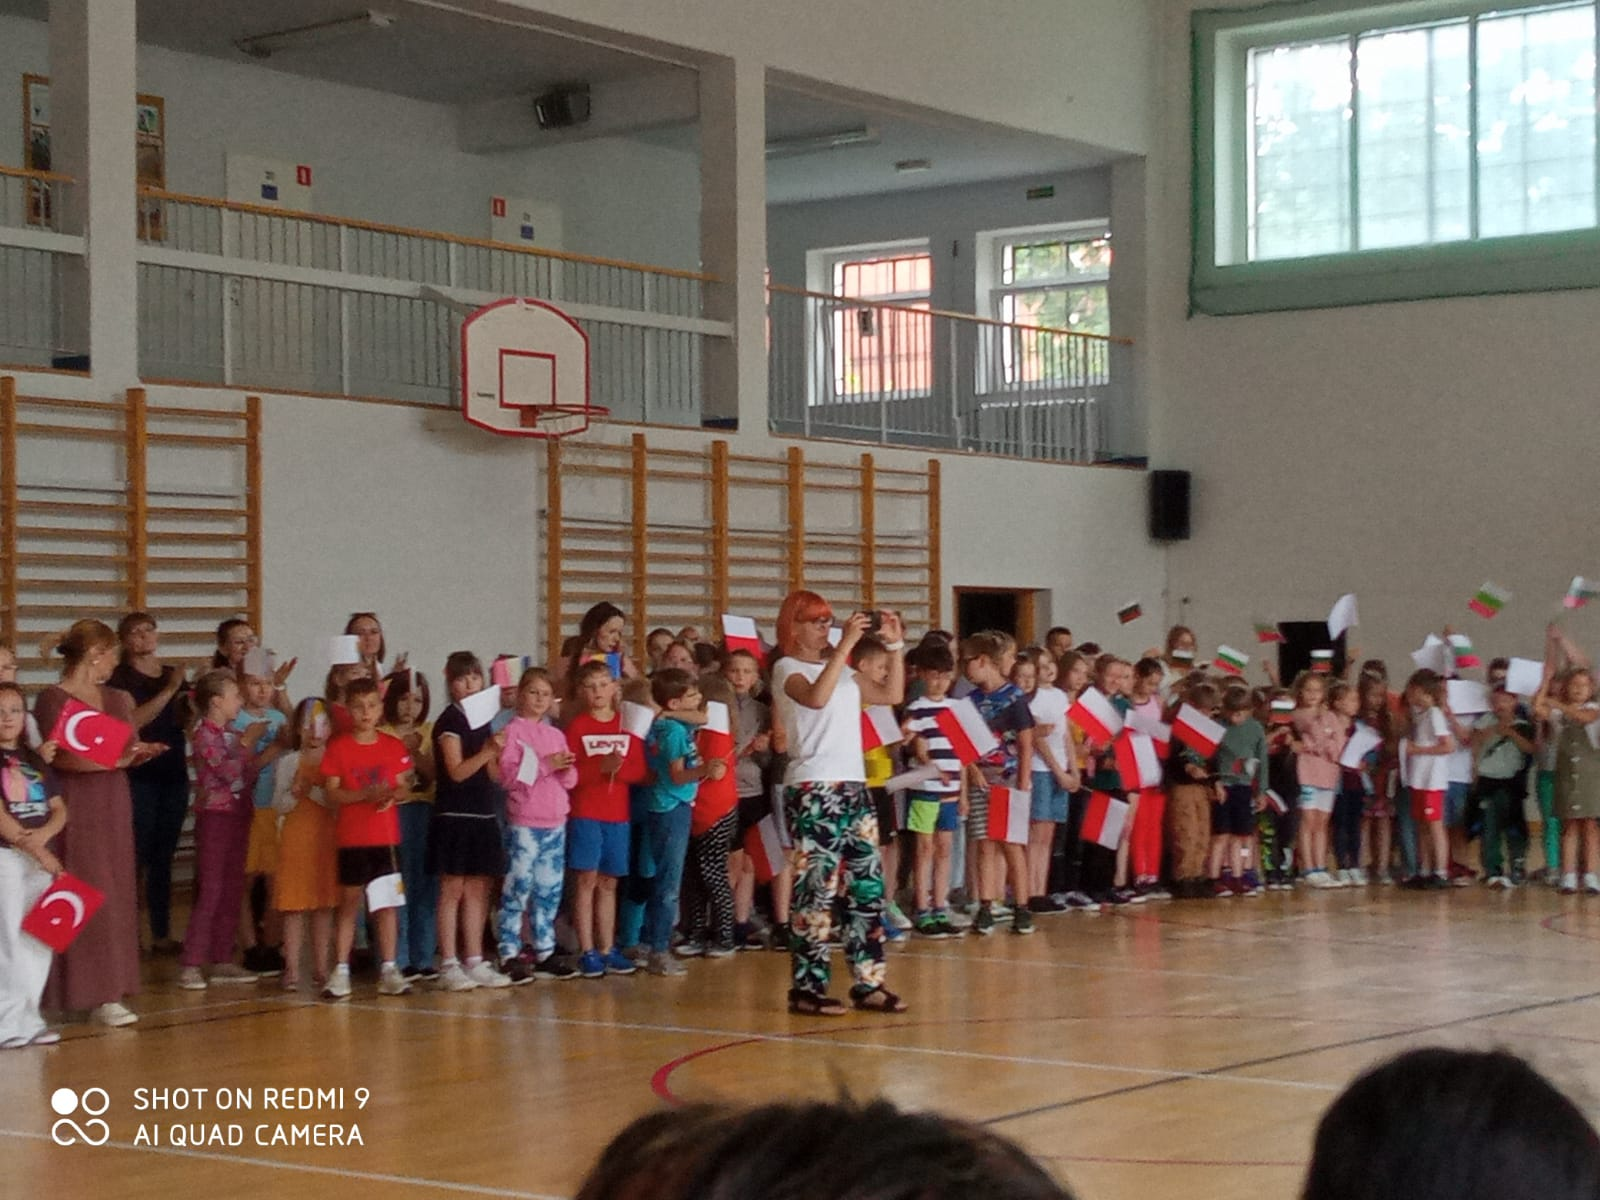 LEVI'S
SHOT ON REDMI 9
AI QUAD CAMERA